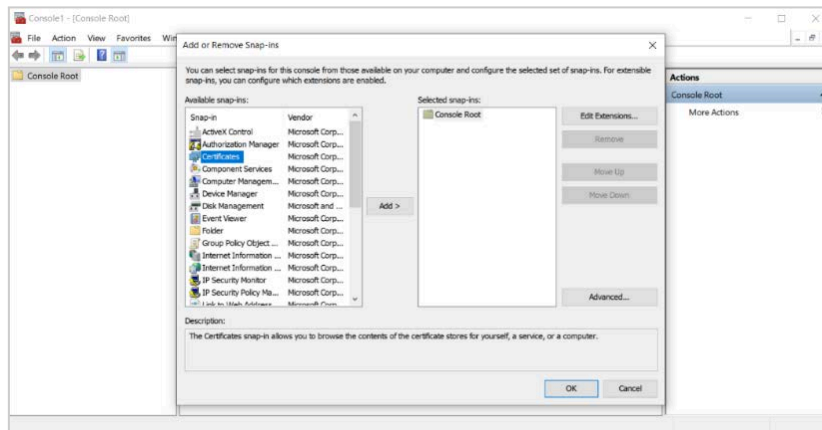 Console1 - [Console Root]
File Action View Favorites Win
Console Root
Add or Remove Snap-ins
You can select snap-ins for this console from those available on your computer and configure the selected set of snap-ins. For extensible
snap-ins, you can configure which extensions are enabled.
Available snap-ins:
Snap-in Vendor
ActiveX Control Microsoft Corp...
Authorization Manager Microsoft Corp...
Certificates Microsoft Corp...
Component Services Microsoft Corp...
Computer Managem... Microsoft Corp...
Device Manager Microsoft Corp...
Disk Management Microsoft and ...
Event Viewer Microsoft Corp...
Folder Microsoft Corp...
Group Policy Object ... Microsoft Corp...
Internet Information ... Microsoft Corp...
Internet Information ... Microsoft Corp...
IP Security Monitor Microsoft Corp...
IP Security Policy Ma... Microsoft Corp...
Link to Web Address Microsoft Corp...
Add >
Selected snap-ins:
Console Root
Edit Extensions...
Remove
Move Up
Move Down
Advanced...
Description:
The Certificates snap-in allows you to browse the contents of the certificate stores for yourself, a service, or a computer.
OK Cancel
Actions
Console Root
More Actions